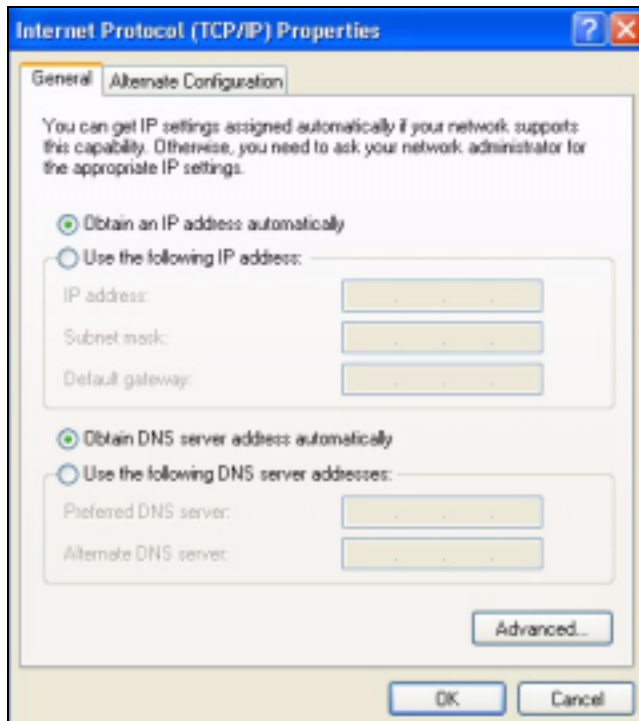 Internet Protocol (TCP/IP) Properties
General
Alternate Configuration
You can get IP settings assigned automatically if your network supports
this capability. Otherwise, you need to ask your network administrator for
the appropriate IP settings.
Obtain an IP address automatically
Use the following IP address:
IP address:
Subnet mask:
Default gateway:
Obtain DNS server address automatically
Use the following DNS server addresses:
Preferred DNS server:
Alternate DNS server:
Advanced...
OK
Cancel